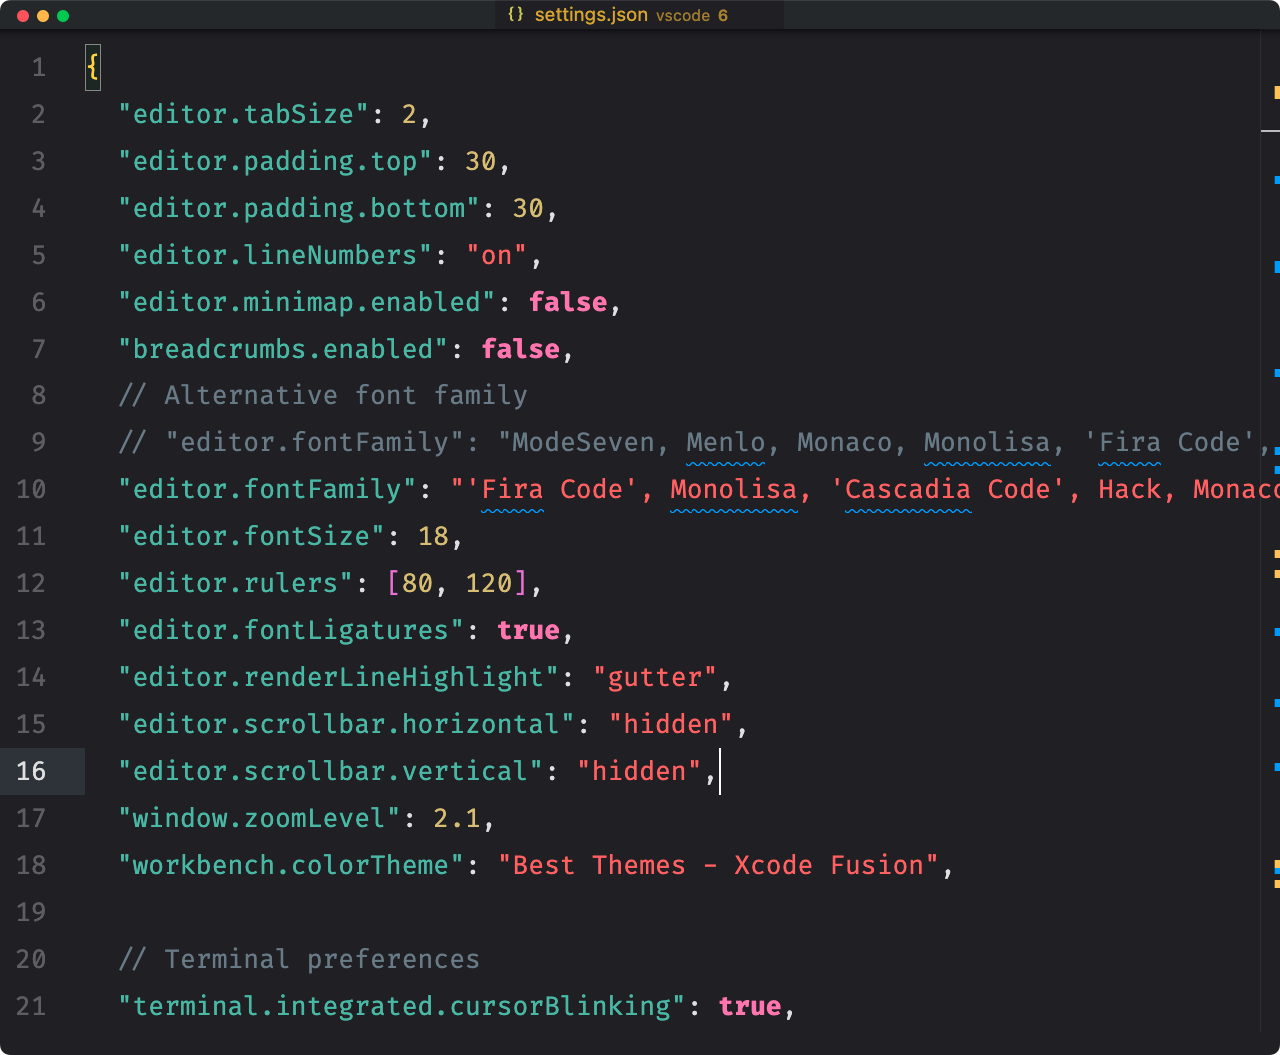 {} settings.json vscode 6
1 {
2 "editor.tabSize": 2,
3 "editor.padding.top": 30,
4 "editor.padding.bottom": 30,
5 "editor.lineNumbers": "on",
6 "editor.minimap.enabled": false,
7 "breadcrumbs.enabled": false,
8 // Alternative font family
9 // "editor.fontFamily": "ModeSeven, Menlo, Monaco, Monolisa, 'Fira Code',
10 "editor.fontFamily": "'Fira Code', Monolisa, 'Cascadia Code', Hack, Monaco
11 "editor.fontSize": 18,
12 "editor.rulers": [80, 120],
13 "editor.fontLigatures": true,
14 "editor.renderLineHighlight": "gutter",
15 "editor.scrollbar.horizontal": "hidden",
16 "editor.scrollbar.vertical": "hidden",
17 "window.zoomLevel": 2.1,
18 "workbench.colorTheme": "Best Themes - Xcode Fusion",
19
20 // Terminal preferences
21 "terminal.integrated.cursorBlinking": true,